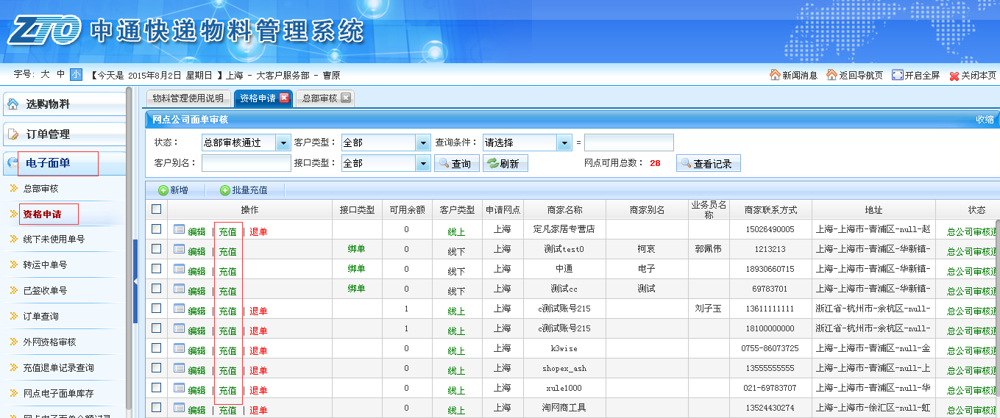 ZTO 中通快递物料管理系统
字号: 大 中 小 【今天是 2015年8月2日 星期日 】上海 - 大客户服务部 - 曹原 新闻消息 返回导航页 开启全屏 关闭本页
选购物料
订单管理
电子面单
总部审核
资格申请
线下未使用单号
转运中单号
已签收单号
订单查询
外网资格审核
充值退单记录查询
网点电子面单库存
物料管理使用说明 资格申请 总部审核
网点公司面单审核 收缩
状态： 总部审核通过 客户类型： 全部 查询条件： 请选择 =
客户别名： 接口类型： 全部 查询 刷新 网点可用总数： 28 查看记录
新增 批量充值
操作 接口类型 可用余额 客户类型 申请网点 商家名称 商家别名 业务员名称 商家联系方式 地址 状态
编辑 | 充值 | 退单 0 线上 上海 定凡家居专营店 15026490005 上海-上海市-青浦区-null-赵 总公司审核通
编辑 | 充值 绑单 0 线下 上海 测试test0 柯哀 郭佩伟 1213213 上海-上海市-青浦区-华新镇- 总公司审核通
编辑 | 充值 绑单 0 线下 上海 中通 电子 18930660715 上海-上海市-青浦区-华新镇- 总公司审核通
编辑 | 充值 绑单 0 线下 上海 测试cc 测试 69783701 上海-上海市-青浦区-华新镇- 总公司审核通
编辑 | 充值 | 退单 1 线上 上海 c测试账号215 刘子玉 13611111111 浙江省-杭州市-余杭区-null- 总公司审核通
编辑 | 充值 | 退单 1 线上 上海 c测试账号215 18100000000 浙江省-杭州市-余杭区-null- 总公司审核通
编辑 | 充值 | 退单 0 线上 上海 k3wise 0755-86073725 上海-上海市-青浦区-null-金 总公司审核通
编辑 | 充值 | 退单 0 线上 上海 shopex_ash 13555555555 上海-上海市-青浦区-null-上 总公司审核通
编辑 | 充值 | 退单 0 线上 上海 xule1000 021-69783707 上海-上海市-青浦区-null-华 总公司审核通
编辑 | 充值 | 退单 0 线上 上海 淘网商工具 13524430274 上海-上海市-徐汇区-null-虹 总公司审核通